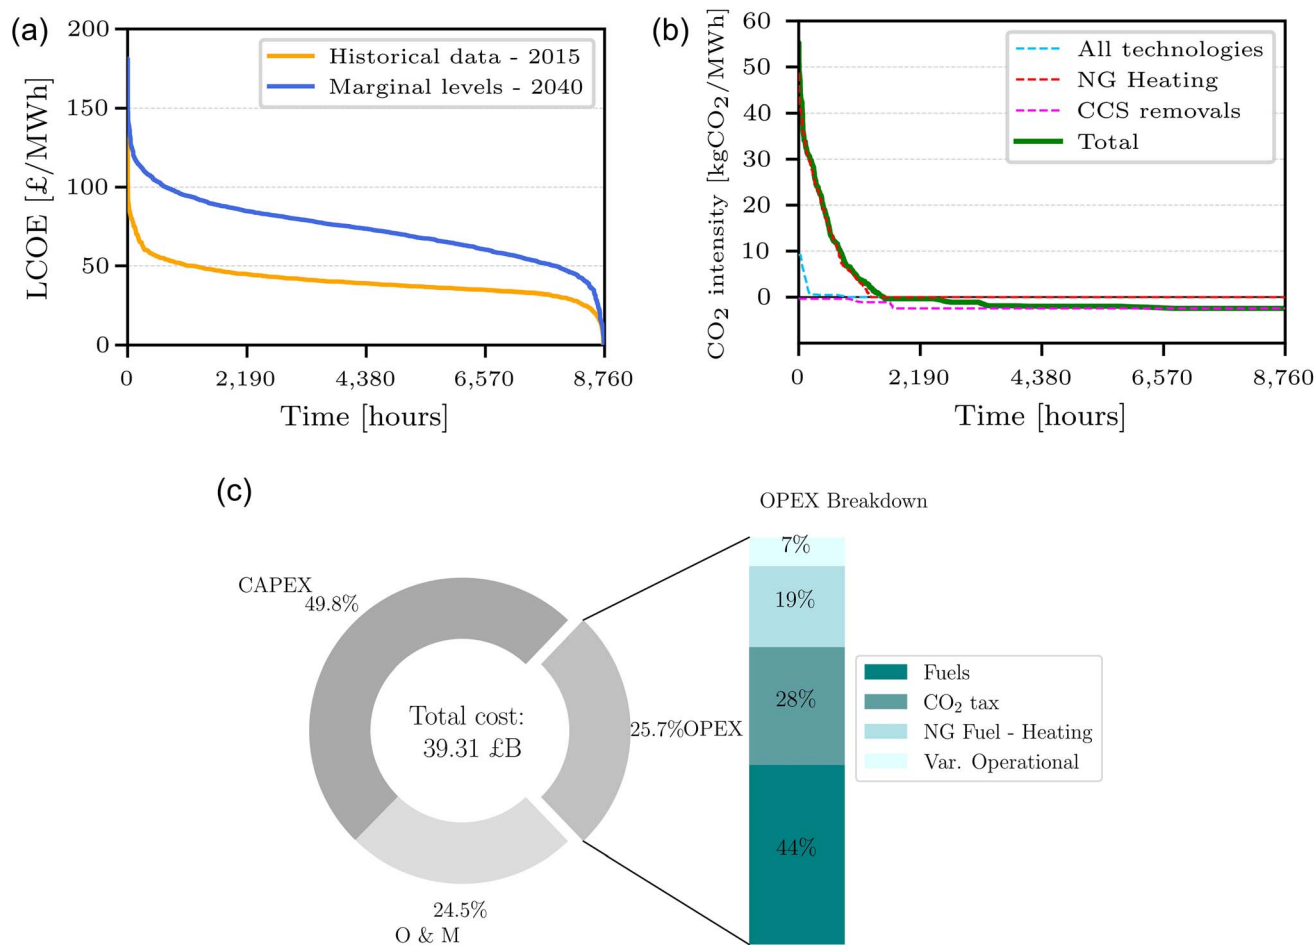 (a)
200
150
100
50
0
LCOE [£/MWh]
Historical data - 2015
Marginal levels - 2040
0
2,190
4,380
6,570
8,760
Time [hours]
(b)
60
50
40
30
20
10
0
CO₂ intensity [kgCO₂/MWh]
All technologies
NG Heating
CCS removals
Total
0
2,190
4,380
6,570
8,760
Time [hours]
(c)
OPEX Breakdown
CAPEX
49.8%
Total cost:
39.31 £B
25.7%OPEX
24.5%
O & M
7%
19%
28%
44%
Fuels
CO₂ tax
NG Fuel - Heating
Var. Operational